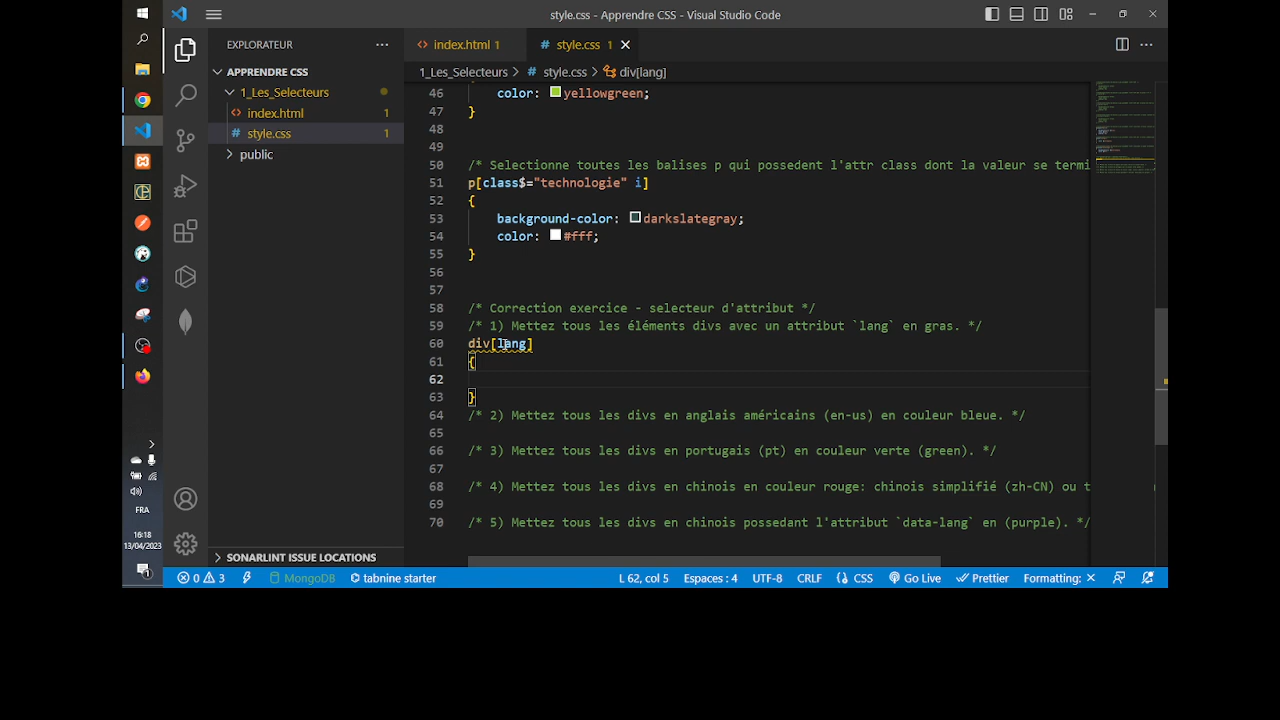 style.css - Apprendre CSS - Visual Studio Code
EXPLORATEUR
index.html 1
style.css 1
APPRENDRE CSS
1_Les_Selecteurs
index.html 1
style.css 1
public
1_Les_Selecteurs > style.css > div[lang]
46 color: yellowgreen;
47 }
48
49
50 /* Selectionne toutes les balises p qui possedent l'attr class dont la valeur se termi
51 p[class$="technologie" i]
52 {
53 background-color: darkslategray;
54 color: #fff;
55 }
56
57
58 /* Correction exercice - selecteur d'attribut */
59 /* 1) Mettez tous les éléments divs avec un attribut `lang` en gras. */
60 div[lang]
61 {
62
63 }
64 /* 2) Mettez tous les divs en anglais américains (en-us) en couleur bleue. */
65
66 /* 3) Mettez tous les divs en portugais (pt) en couleur verte (green). */
67
68 /* 4) Mettez tous les divs en chinois en couleur rouge: chinois simplifié (zh-CN) ou t
69
70 /* 5) Mettez tous les divs en chinois possedant l'attribut `data-lang` en (purple). */
FRA
16:18
13/04/2023
1
SONARLINT ISSUE LOCATIONS
0 3 MongoDB tabnine starter L 62, col 5 Espaces : 4 UTF-8 CRLF CSS Go Live Prettier Formatting: ×